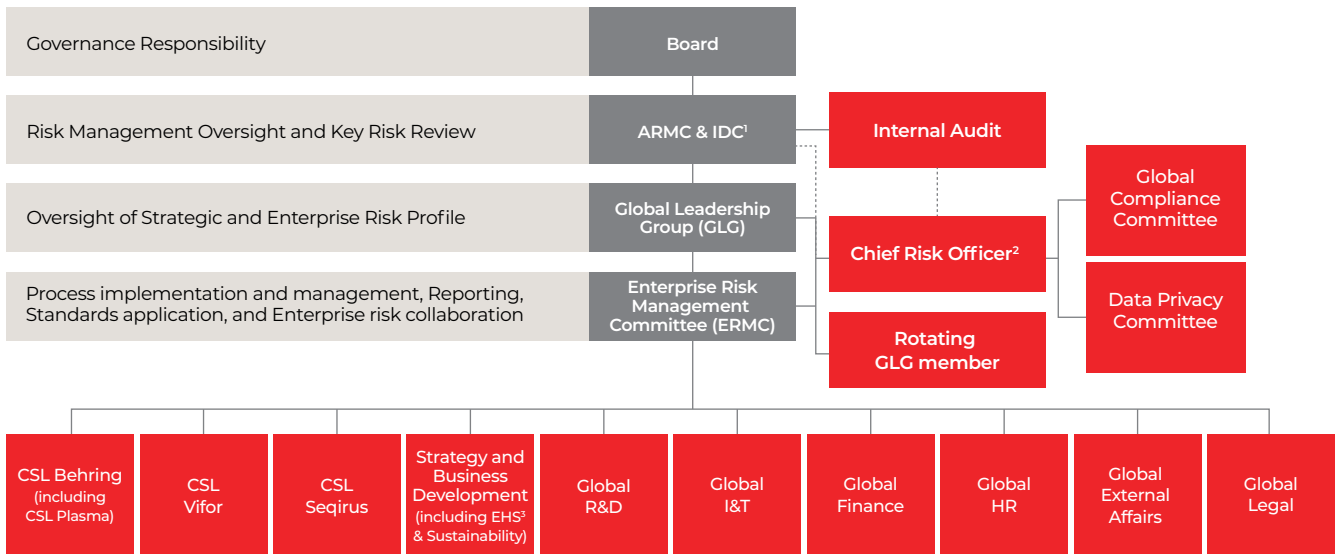 Governance Responsibility
Board
Risk Management Oversight and Key Risk Review
ARMC & IDC¹
Internal Audit
Global
Compliance
Committee
Oversight of Strategic and Enterprise Risk Profile
Global Leadership
Group (GLG)
Chief Risk Officer²
Process implementation and management, Reporting,
Standards application, and Enterprise risk collaboration
Enterprise Risk
Management
Committee (ERMC)
Data Privacy
Committee
Rotating
GLG member
CSL Behring
(including
CSL Plasma)
CSL
Vifor
CSL
Seqirus
Strategy and
Business
Development
(including EHS³
& Sustainability)
Global
R&D
Global
I&T
Global
Finance
Global
HR
Global
External
Affairs
Global
Legal